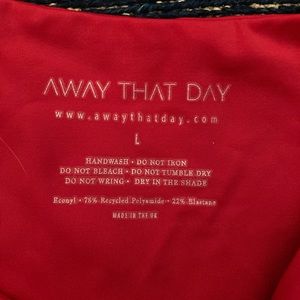 AWAY THAT DAY
www.awaythatday.com
L
HANDWASH • DO NOT IRON
DO NOT BLEACH • DO NOT TUMBLE DRY
DO NOT WRING • DRY IN THE SHADE
Econyl • 78% Recycled Polyamide • 22% Elastane
MADE IN THE UK